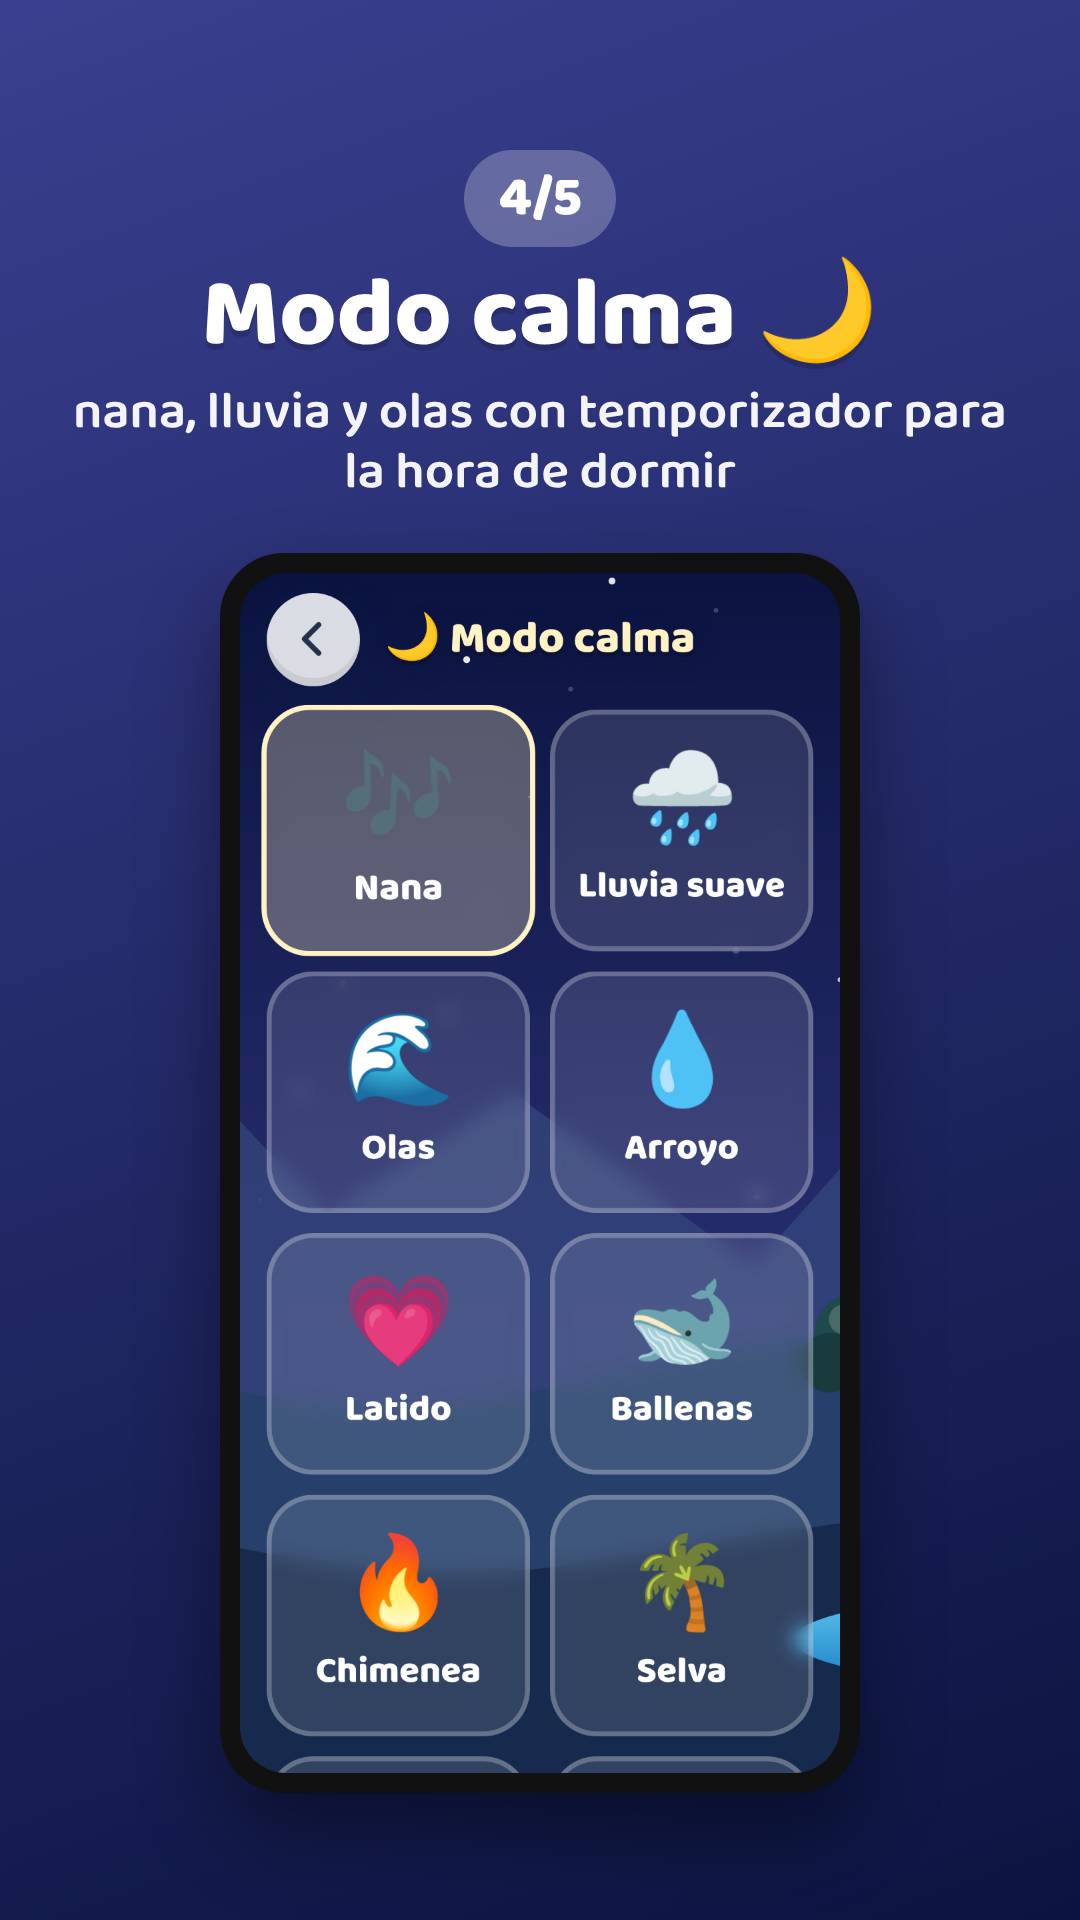 4/5
Modo calma 🌙
nana, lluvia y olas con temporizador para
la hora de dormir
🌙 Modo calma
Nana
Lluvia suave
Olas
Arroyo
Latido
Ballenas
Chimenea
Selva